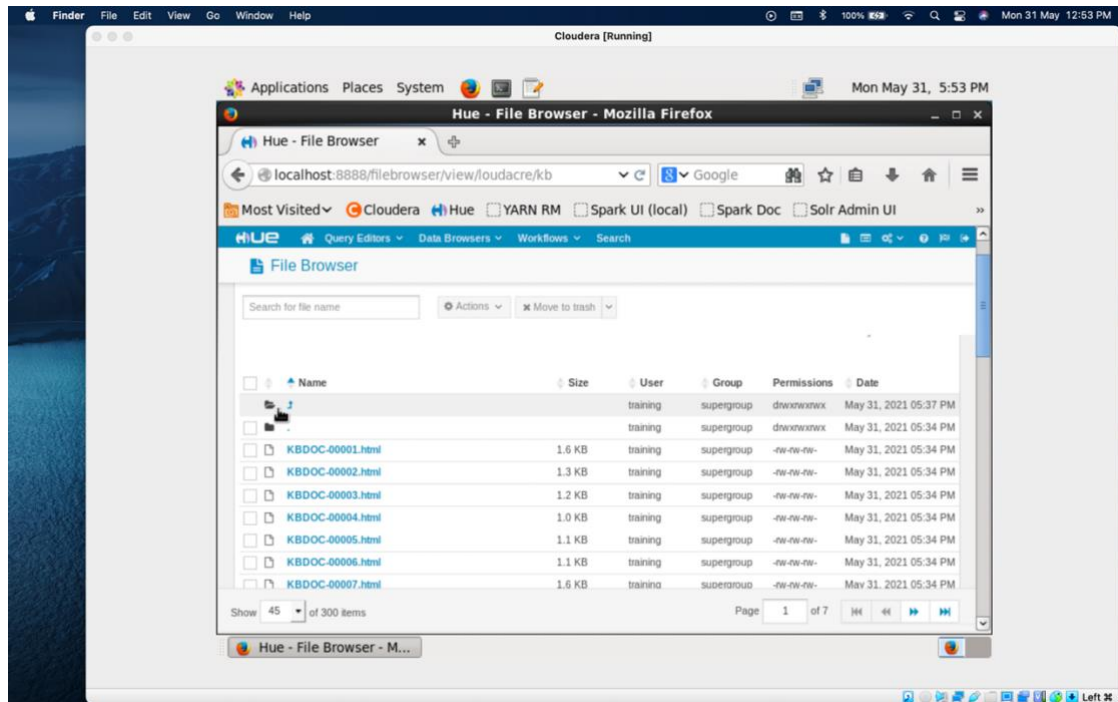 Finder File Edit View Go Window Help 100% Mon 31 May 12:53 PM
Cloudera [Running]
Applications Places System Mon May 31, 5:53 PM
Hue - File Browser - Mozilla Firefox
Hue - File Browser
localhost:8888/filebrowser/view/loudacre/kb Google
Most Visited Cloudera Hue YARN RM Spark UI (local) Spark Doc Solr Admin UI »
HUE Query Editors Data Browsers Workflows Search
File Browser
Search for file name Actions Move to trash
Name Size User Group Permissions Date
training supergroup drwxrwxrwx May 31, 2021 05:37 PM
. training supergroup drwxrwxrwx May 31, 2021 05:34 PM
KBDOC-00001.html 1.6 KB training supergroup -rw-rw-rw- May 31, 2021 05:34 PM
KBDOC-00002.html 1.3 KB training supergroup -rw-rw-rw- May 31, 2021 05:34 PM
KBDOC-00003.html 1.2 KB training supergroup -rw-rw-rw- May 31, 2021 05:34 PM
KBDOC-00004.html 1.0 KB training supergroup -rw-rw-rw- May 31, 2021 05:34 PM
KBDOC-00005.html 1.1 KB training supergroup -rw-rw-rw- May 31, 2021 05:34 PM
KBDOC-00006.html 1.1 KB training supergroup -rw-rw-rw- May 31, 2021 05:34 PM
KBDOC-00007.html 1.6 KB training supergroup -rw-rw-rw- May 31, 2021 05:34 PM
Show 45 of 300 items Page 1 of 7
Hue - File Browser - M...
Left ⌘